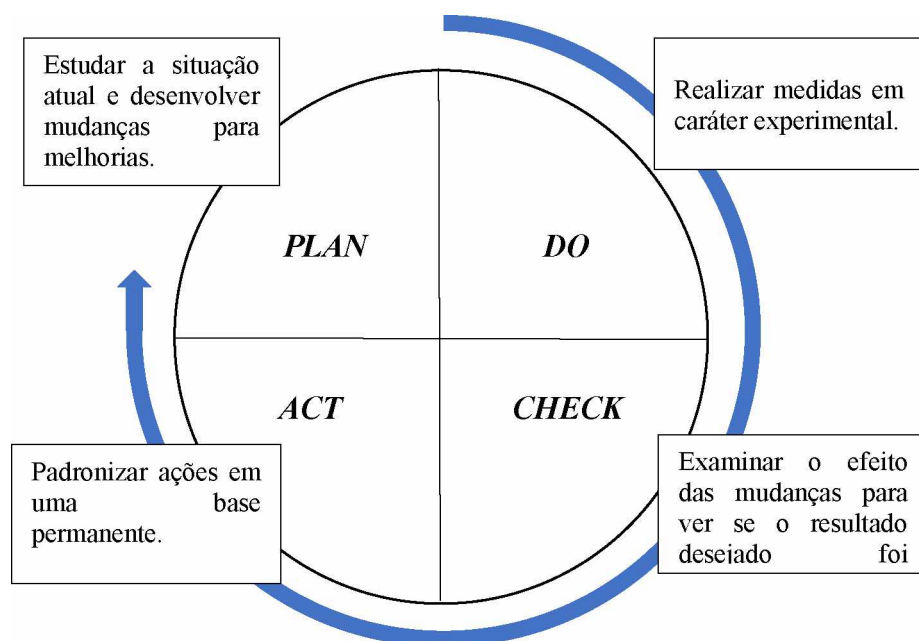 Estudar a situação
atual e desenvolver
mudanças para
melhorias.
Realizar medidas em
caráter experimental.
PLAN
DO
ACT
CHECK
Padronizar ações em
uma base
permanente.
Examinar o efeito
das mudanças para
ver se o resultado
desejado foi